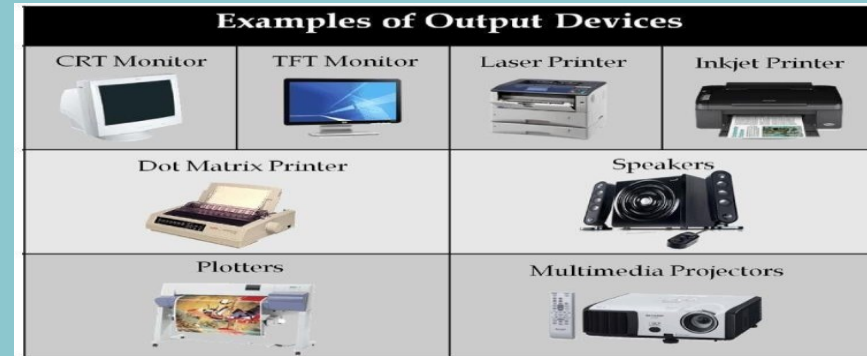 Examples of Output Devices
CRT Monitor
TFT Monitor
Laser Printer
Inkjet Printer
Dot Matrix Printer
Speakers
Plotters
Multimedia Projectors